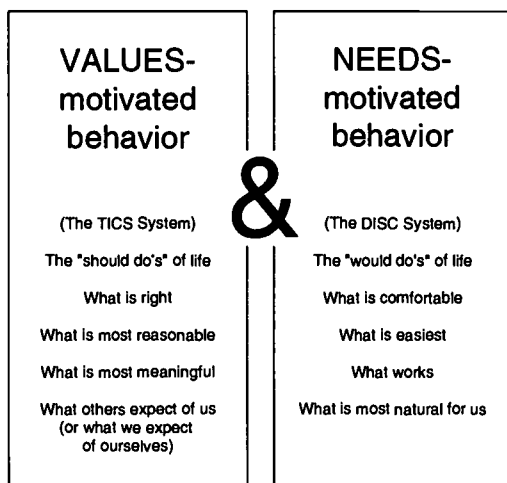 VALUES-
motivated
behavior
(The TICS System)
The "should do's" of life
What is right
What is most reasonable
What is most meaningful
What others expect of us
(or what we expect
of ourselves)
&
NEEDS-
motivated
behavior
(The DISC System)
The "would do's" of life
What is comfortable
What is easiest
What works
What is most natural for us